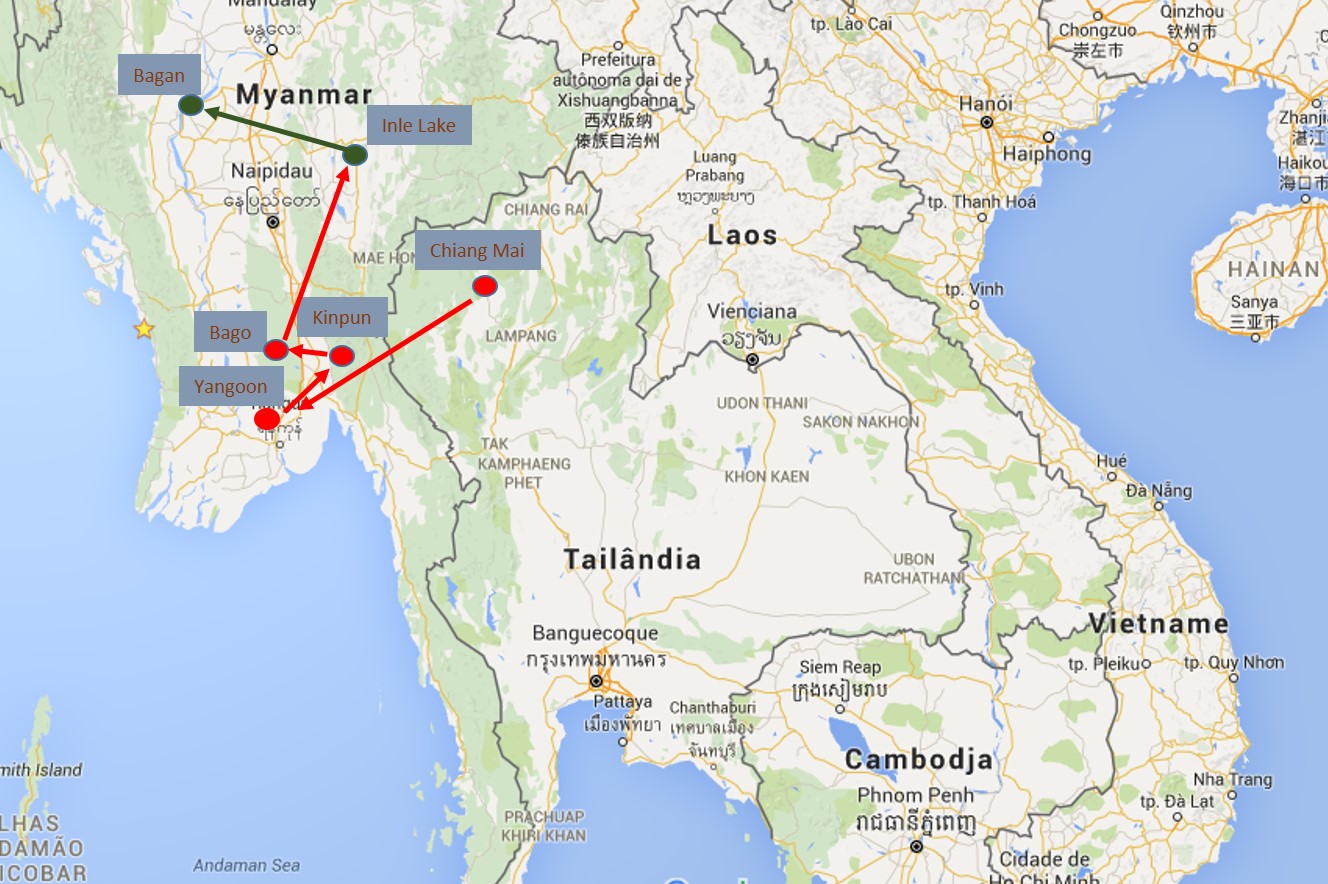 Mandalay
မန္တလေး
Bagan
Myanmar
Inle Lake
Naipidau
နေပြည်တော်
Prefeitura
autônoma dai de
Xishuangbanna
西双版纳
傣族自治州
tp. Lào Cai
Chongzuo
崇左市
Qinzhou
钦州市
Hanói
Haiphong
Zhanji
湛江
Haikou
海口市
Luang
Prabang
ຫຼວງພະບາງ
tp. Thanh Hoá
CHIANG RAI
Laos
MAE HON
Chiang Mai
HAINAN
Sanya
三亚市
tp. Vinh
Vienciana
ວຽງຈັນ
Bago
Kinpun
LAMPANG
Yangoon
ရန်ကုန်
UDON THANI
SAKON NAKHON
TAK
KAMPHAENG
PHET
KHON KAEN
Hué
Đà Nẵng
Tailândia
UBON
RATCHATHANI
Vietname
Banguecoque
กรุงเทพมหานคร
Siem Reap
ក្រុងសៀមរាប
tp. Pleiku
tp. Quy Nhơn
Pattaya
เมืองพัทยา
Chanthaburi
เทศบาลเมือง
จันทบุรี
Cambodja
Phnom Penh
រាជធានីភ្នំពេញ
Nha Trang
tp. Đà Lạt
mith Island
LHAS
DAMÃO
ICOBAR
Andaman Sea
PRACHUAP
KHIRI KHAN
Cidade de
Ho Chi Minh